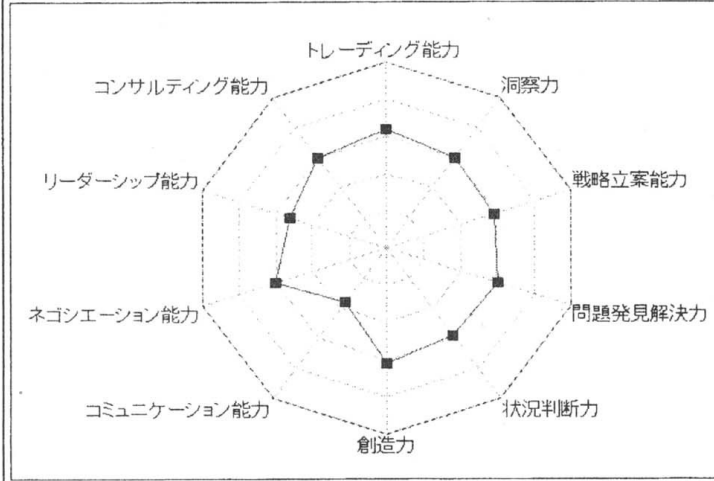 トレーディング能力
コンサルティング能力
洞察力
リーダーシップ能力
戦略立案能力
ネゴシエーション能力
問題発見解決力
コミュニケーション能力
状況判断力
創造力